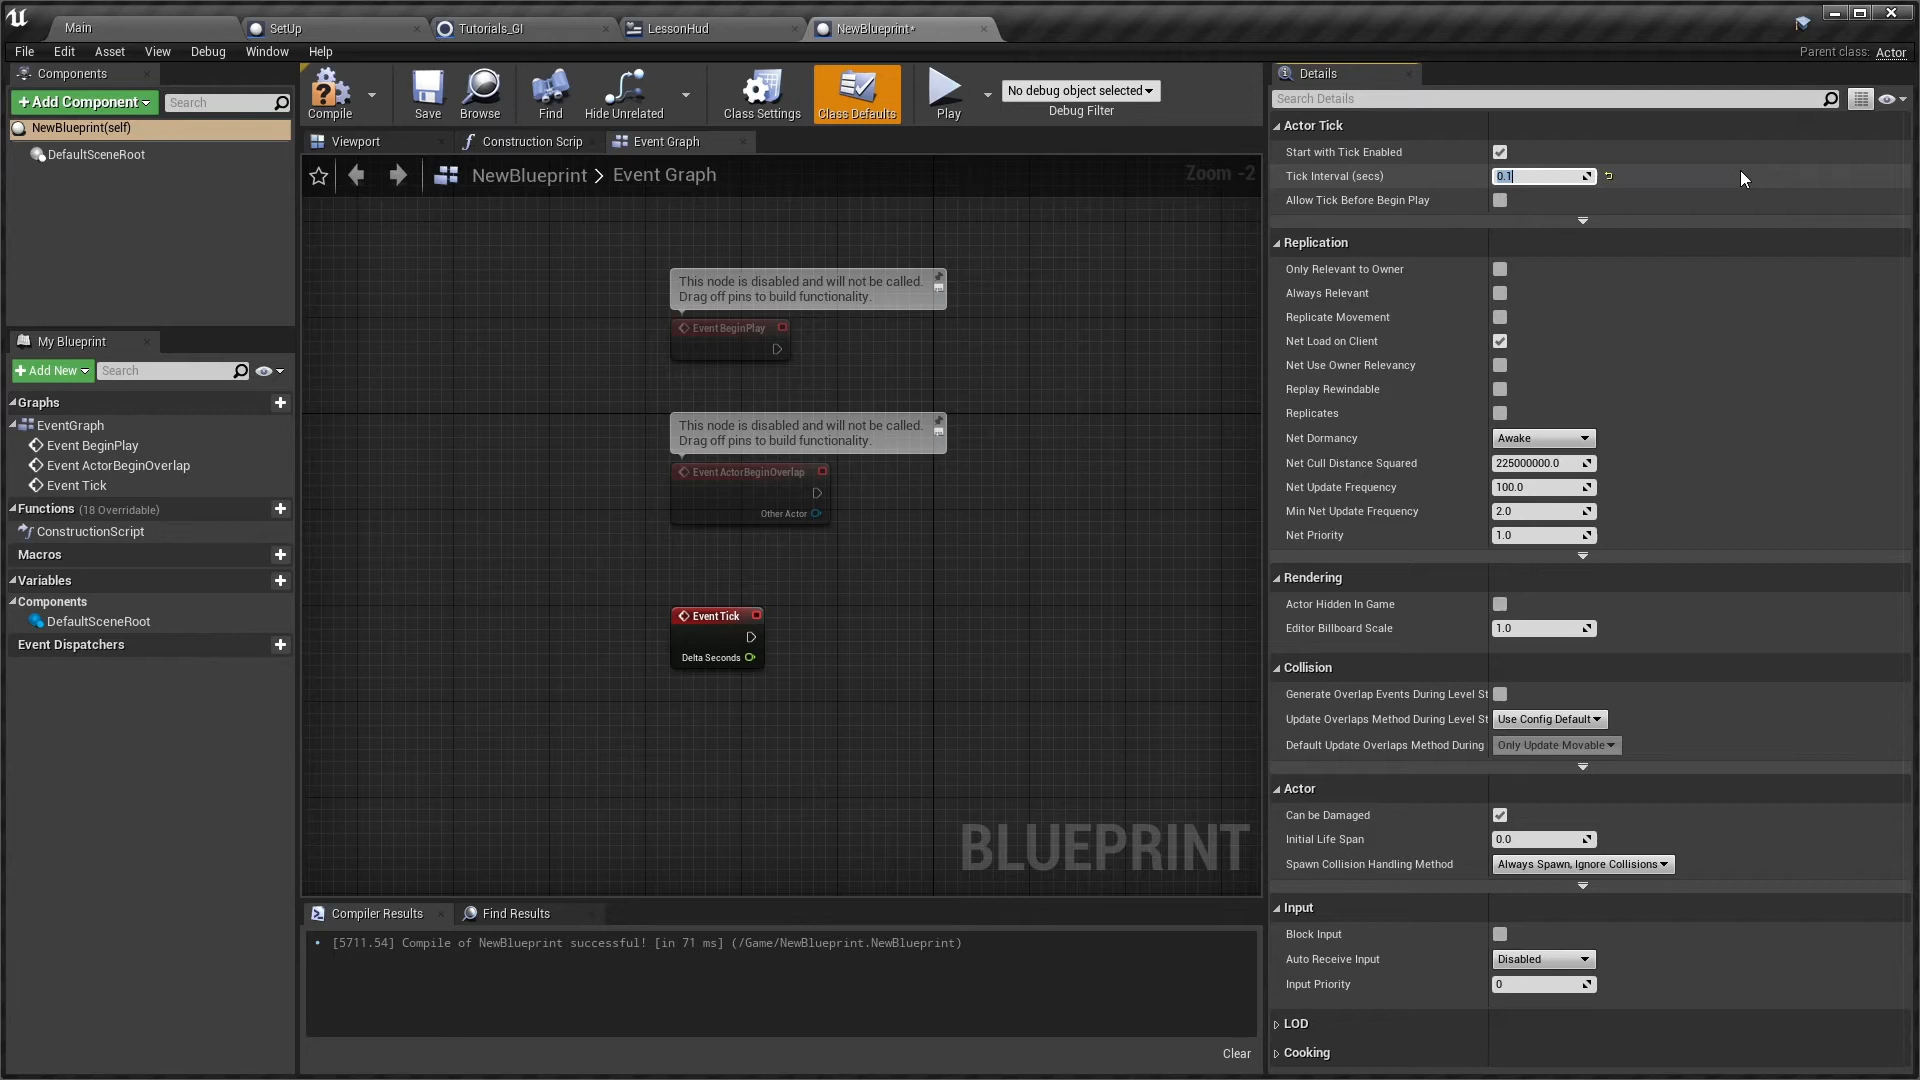 Main
SetUp
Tutorials_GI
LessonHud
NewBlueprint*
File Edit Asset View Debug Window Help
Parent class: Actor
Components
+Add Component
Search
NewBlueprint(self)
DefaultSceneRoot
Compile
Save
Browse
Find
Hide Unrelated
Class Settings
Class Defaults
Play
No debug object selected
Debug Filter
Viewport
Construction Scrip
Event Graph
NewBlueprint > Event Graph
Zoom -2
This node is disabled and will not be called.
Drag off pins to build functionality.
Event BeginPlay
This node is disabled and will not be called.
Drag off pins to build functionality.
Event ActorBeginOverlap
Other Actor
Event Tick
Delta Seconds
BLUEPRINT
My Blueprint
+Add New
Search
Graphs
EventGraph
Event BeginPlay
Event ActorBeginOverlap
Event Tick
Functions (18 Overridable)
ConstructionScript
Macros
Variables
Components
DefaultSceneRoot
Event Dispatchers
Compiler Results
Find Results
[5711.54] Compile of NewBlueprint successful! [in 71 ms] (/Game/NewBlueprint.NewBlueprint)
Clear
Details
Search Details
Actor Tick
Start with Tick Enabled
Tick Interval (secs) 0.1
Allow Tick Before Begin Play
Replication
Only Relevant to Owner
Always Relevant
Replicate Movement
Net Load on Client
Net Use Owner Relevancy
Replay Rewindable
Replicates
Net Dormancy Awake
Net Cull Distance Squared 225000000.0
Net Update Frequency 100.0
Min Net Update Frequency 2.0
Net Priority 1.0
Rendering
Actor Hidden In Game
Editor Billboard Scale 1.0
Collision
Generate Overlap Events During Level St
Update Overlaps Method During Level St Use Config Default
Default Update Overlaps Method During Only Update Movable
Actor
Can be Damaged
Initial Life Span 0.0
Spawn Collision Handling Method Always Spawn, Ignore Collisions
Input
Block Input
Auto Receive Input Disabled
Input Priority 0
LOD
Cooking